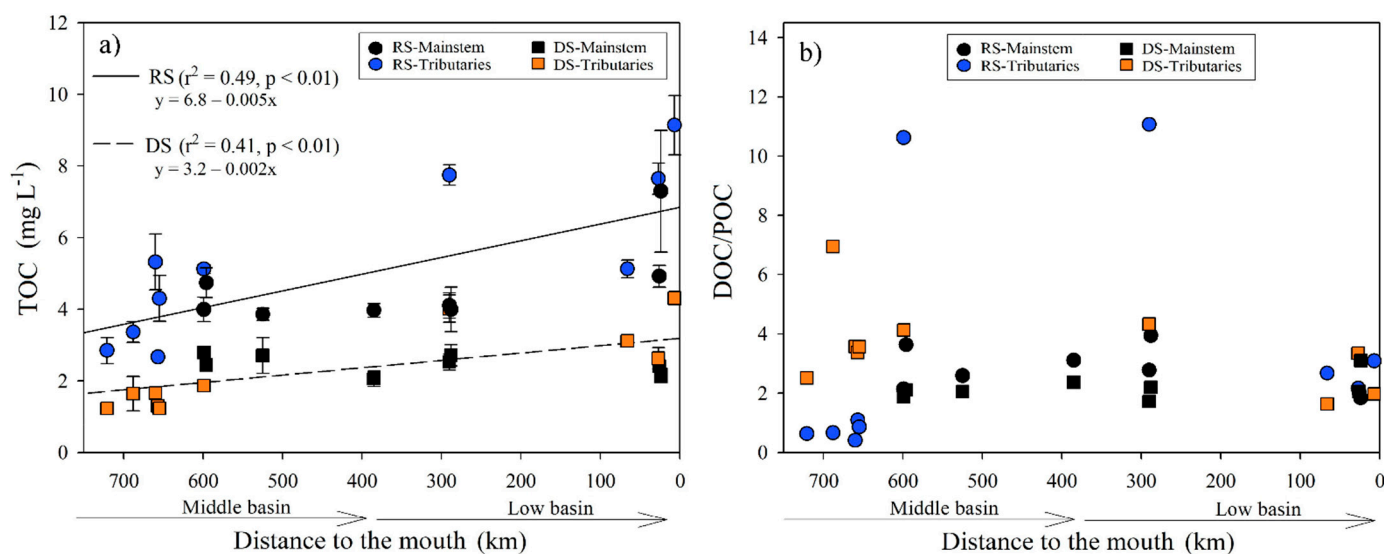 a)
RS-Mainstem DS-Mainstem
RS-Tributaries DS-Tributaries
RS (r² = 0.49, p < 0.01)
y = 6.8 – 0.005x
DS (r² = 0.41, p < 0.01)
y = 3.2 – 0.002x
TOC (mg L⁻¹)
12
10
8
6
4
2
0
700 600 500 400 300 200 100 0
Middle basin Low basin
Distance to the mouth (km)
b)
RS-Mainstem DS-Mainstem
RS-Tributaries DS-Tributaries
DOC/POC
14
12
10
8
6
4
2
0
700 600 500 400 300 200 100 0
Middle basin Low basin
Distance to the mouth (km)